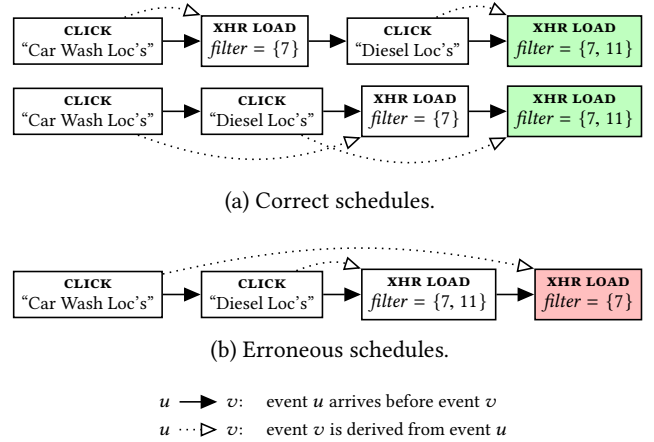 CLICK
"Car Wash Loc's"
XHR LOAD
filter = {7}
CLICK
"Diesel Loc's"
XHR LOAD
filter = {7, 11}
CLICK
"Car Wash Loc's"
CLICK
"Diesel Loc's"
XHR LOAD
filter = {7}
XHR LOAD
filter = {7, 11}
(a) Correct schedules.
CLICK
"Car Wash Loc's"
CLICK
"Diesel Loc's"
XHR LOAD
filter = {7, 11}
XHR LOAD
filter = {7}
(b) Erroneous schedules.
u v: event u arrives before event v
u v: event v is derived from event u